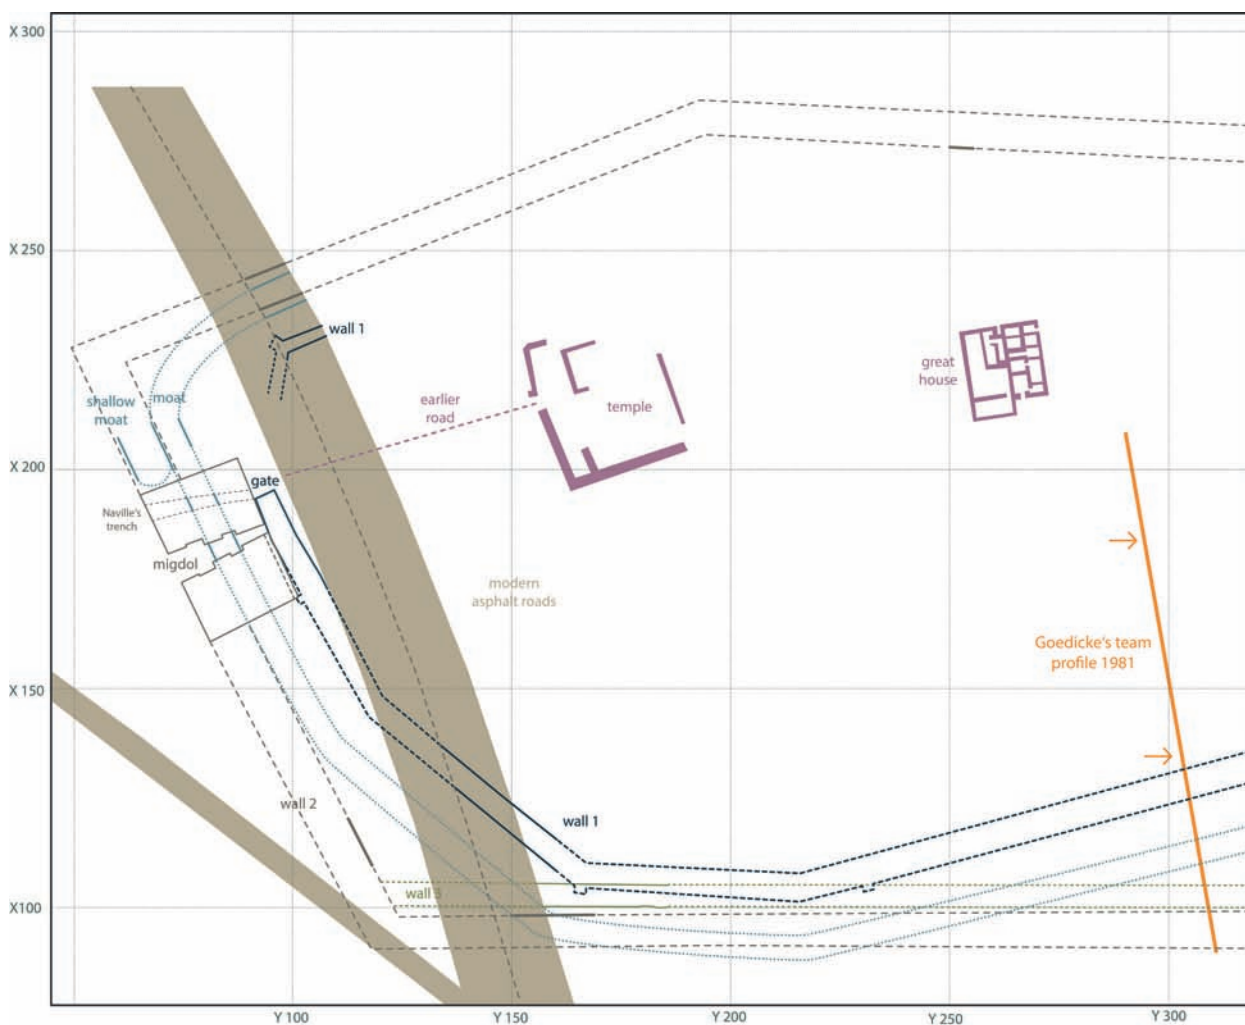 X 300
X 250
wall 1
great
house
earlier
road
shallow
moat
moat
temple
X 200
gate
Naville's
trench
migdol
modern
asphalt roads
Goedicke's team
profile 1981
X 150
wall 2
wall 1
wall 3
X100
Y 100
Y 150
Y 200
Y 250
Y 300